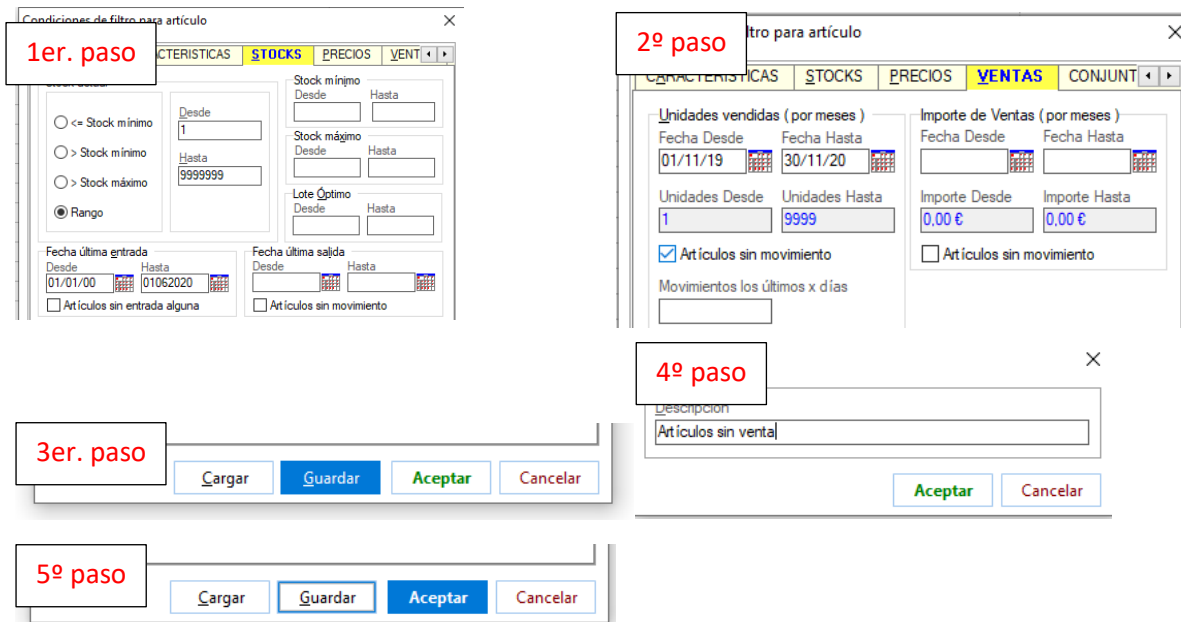 Condiciones de filtro para artículo
1er. paso
STOCKS PRECIOS
Stock mínimo
Desde Hasta
<= Stock mínimo
> Stock mínimo
> Stock máximo
Rango
Desde
1
Hasta
9999999
Stock máximo
Desde Hasta
Lote Óptimo
Desde Hasta
Fecha última entrada
Desde Hasta
01/01/00 01062020
Artículos sin entrada alguna
Fecha última salida
Desde Hasta
Artículos sin movimiento
2º paso
para artículo
CARACTERISTICAS STOCKS PRECIOS VENTAS CONJUNT
Unidades vendidas ( por meses )
Fecha Desde Fecha Hasta
01/11/19 30/11/20
Unidades Desde Unidades Hasta
1 9999
Artículos sin movimiento
Movimientos los últimos x días
Importe de Ventas ( por meses )
Fecha Desde Fecha Hasta
Importe Desde Importe Hasta
0,00 € 0,00 €
Artículos sin movimiento
3er. paso
Cargar Guardar Aceptar Cancelar
4º paso
Descripción
Artículos sin venta
Aceptar Cancelar
5º paso
Cargar Guardar Aceptar Cancelar